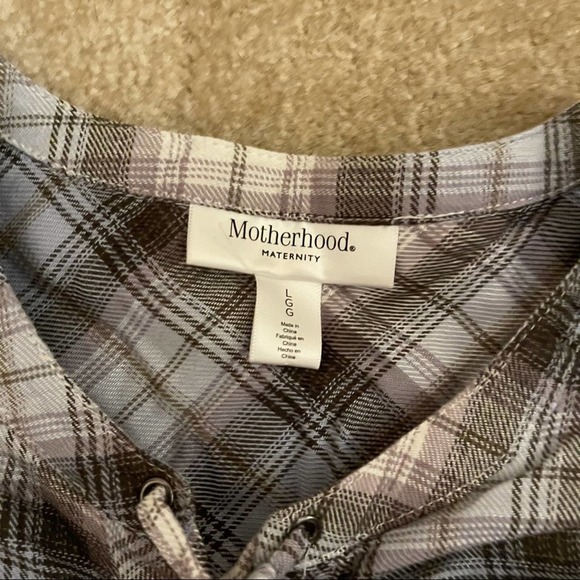 Motherhood®
MATERNITY
L
G
G
Made in
China
Fabriqué en
Chine
Hecho en
China